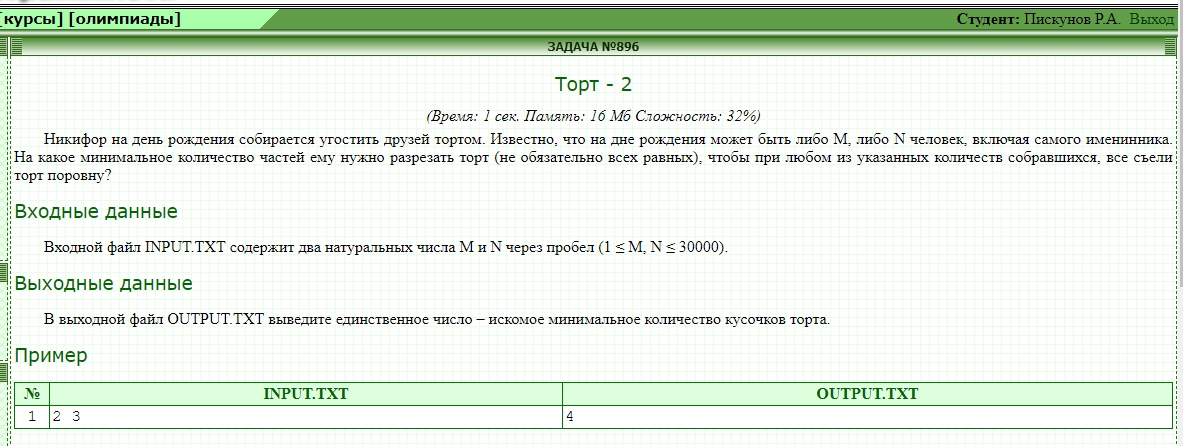 [курсы] [олимпиады]
Студент: Пискунов Р.А. Выход
ЗАДАЧА №896
Торт - 2
(Время: 1 сек. Память: 16 Мб Сложность: 32%)
Никифор на день рождения собирается угостить друзей тортом. Известно, что на дне рождения может быть либо M, либо N человек, включая самого именинника.
На какое минимальное количество частей ему нужно разрезать торт (не обязательно всех равных), чтобы при любом из указанных количеств собравшихся, все съели
торт поровну?
Входные данные
Входной файл INPUT.TXT содержит два натуральных числа M и N через пробел (1 ≤ M, N ≤ 30000).
Выходные данные
В выходной файл OUTPUT.TXT выведите единственное число – искомое минимальное количество кусочков торта.
Пример
№ INPUT.TXT OUTPUT.TXT
1 2 3 4